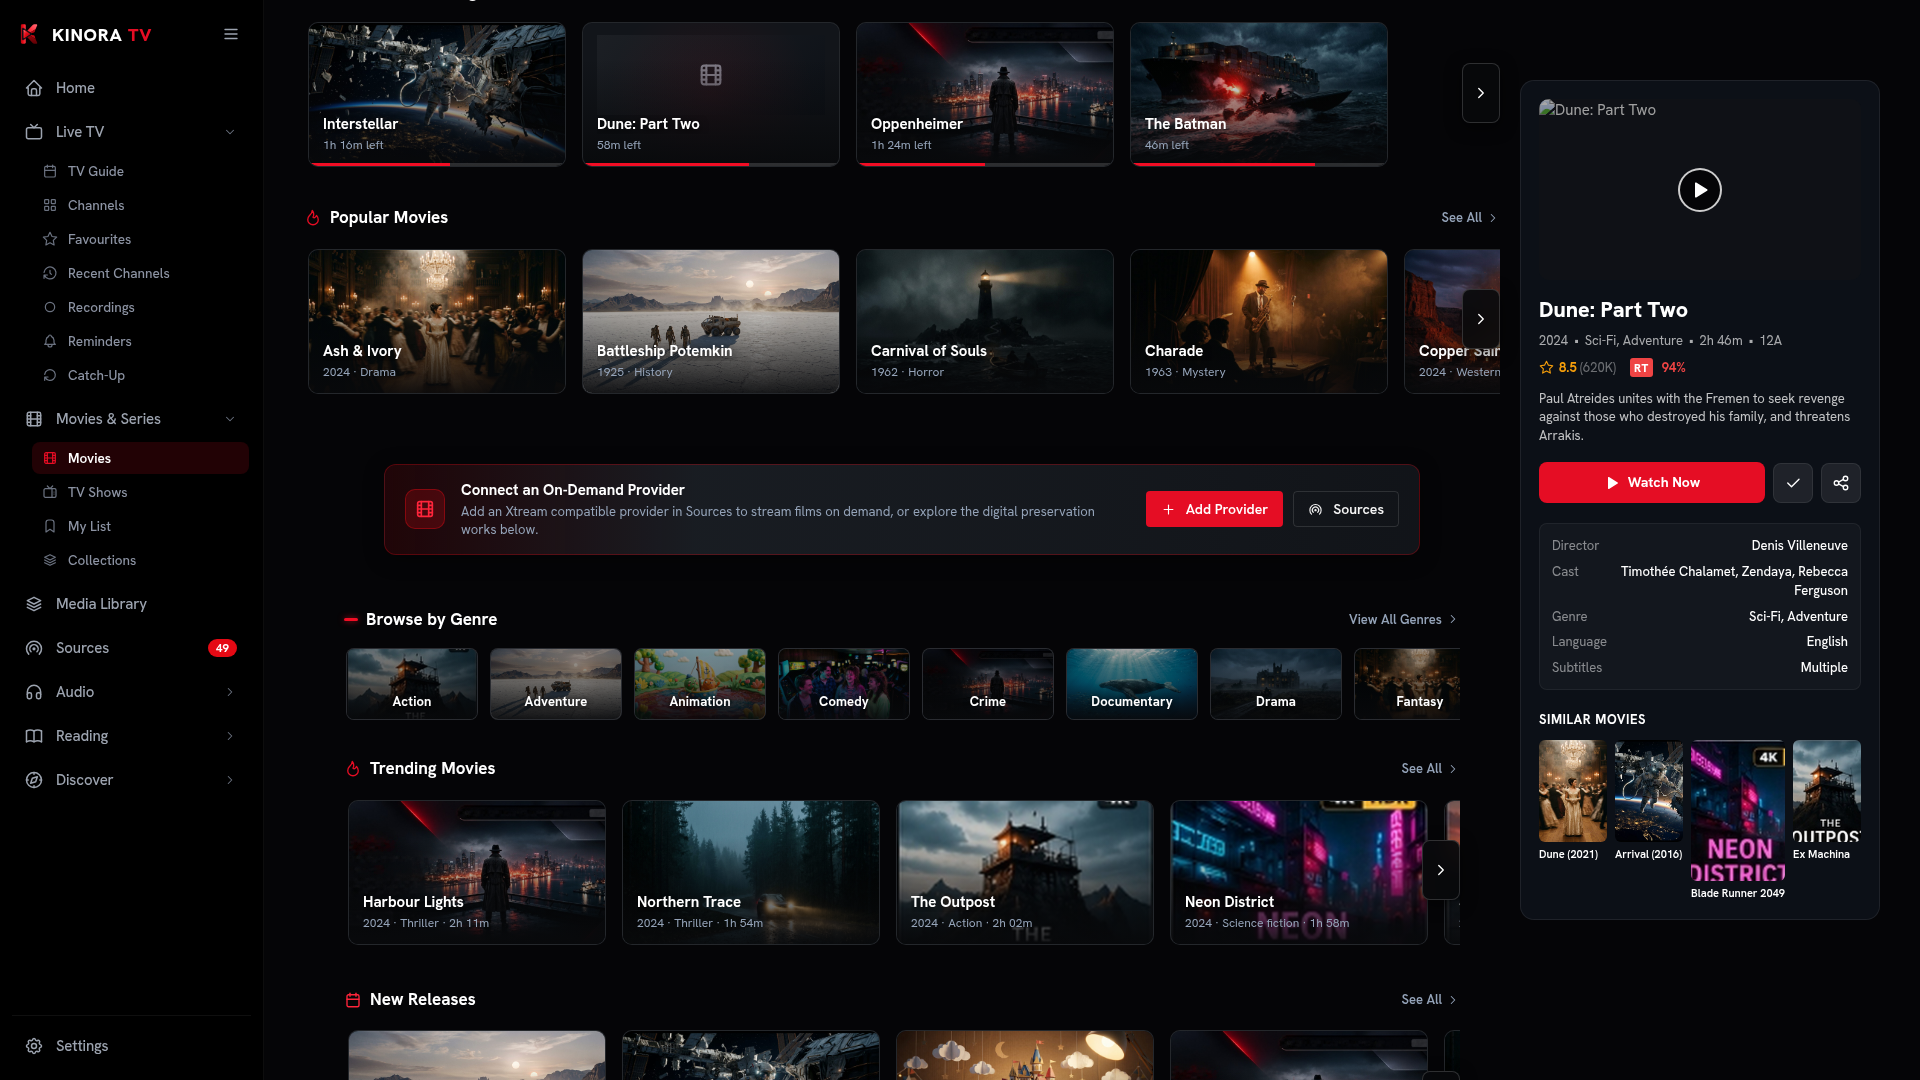 KINORA TV
Home
Live TV
TV Guide
Channels
Favourites
Recent Channels
Recordings
Reminders
Catch-Up
Movies & Series
Movies
TV Shows
My List
Collections
Media Library
Sources
49
Audio
Reading
Discover
Settings
Interstellar
1h 16m left
Dune: Part Two
58m left
Oppenheimer
1h 24m left
The Batman
46m left
Popular Movies
See All
Ash & Ivory
2024 · Drama
Battleship Potemkin
1925 · History
Carnival of Souls
1962 · Horror
Charade
1963 · Mystery
Copper
2024 · Western
Connect an On-Demand Provider
Add an Xtream compatible provider in Sources to stream films on demand, or explore the digital preservation
works below.
Add Provider
Sources
Browse by Genre
View All Genres
Action
Adventure
Animation
Comedy
Crime
Documentary
Drama
Fantasy
Trending Movies
See All
Harbour Lights
2024 · Thriller · 2h 11m
Northern Trace
2024 · Thriller · 1h 54m
The Outpost
2024 · Action · 2h 02m
THE
Neon District
2024 · Science fiction · 1h 58m
NEON
New Releases
See All
Dune: Part Two
Dune: Part Two
2024 • Sci-Fi, Adventure • 2h 46m • 12A
8.5 (620K) RT 94%
Paul Atreides unites with the Fremen to seek revenge
against those who destroyed his family, and threatens
Arrakis.
Watch Now
Director Denis Villeneuve
Cast Timothée Chalamet, Zendaya, Rebecca
Ferguson
Genre Sci-Fi, Adventure
Language English
Subtitles Multiple
SIMILAR MOVIES
Dune (2021)
Arrival (2016)
4K
NEON
DISTRICT
Blade Runner 2049
THE
OUTPOST
Ex Machina